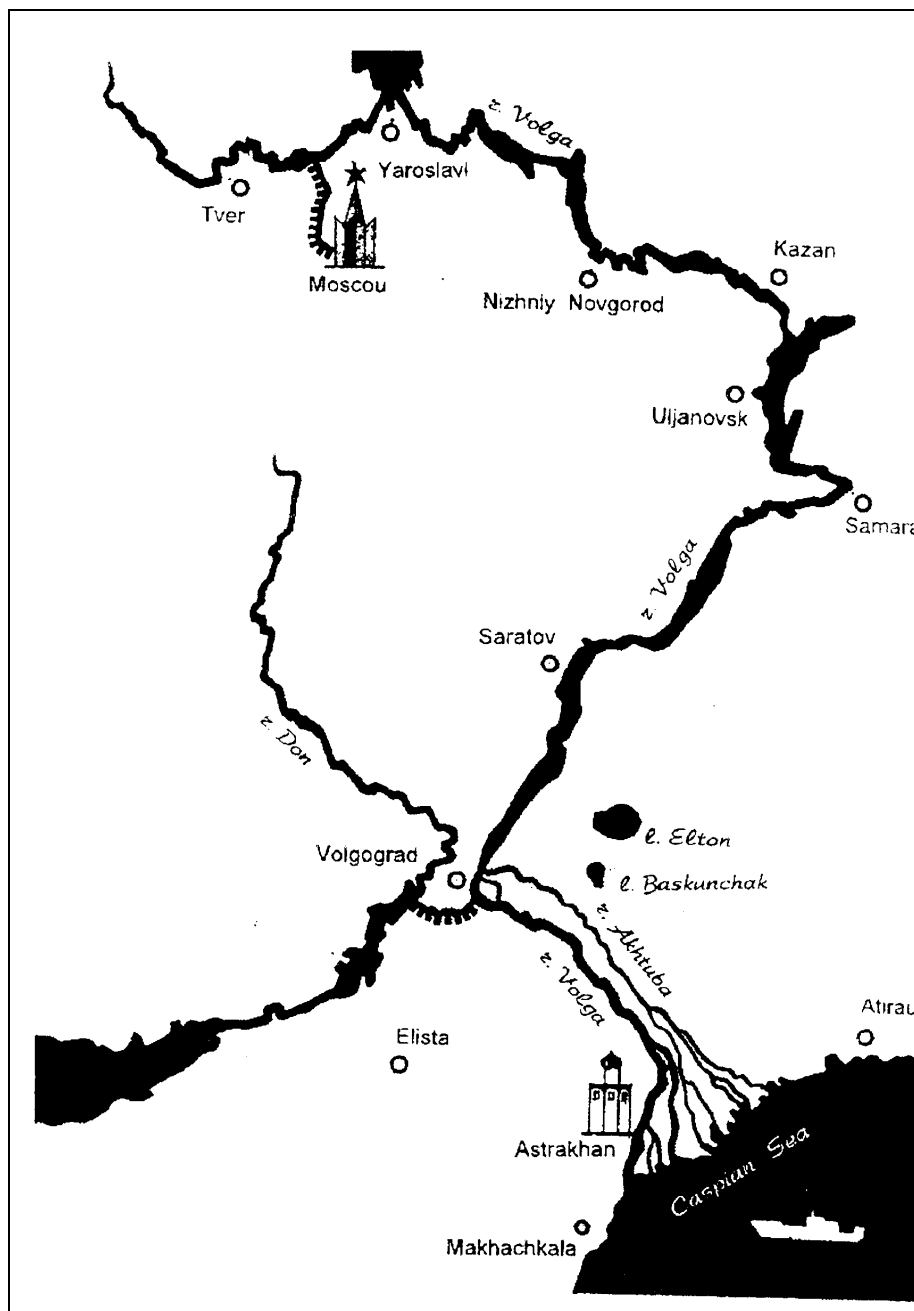 r. Volga
Yaroslavl
Tver
Moscou
Kazan
Nizhniy Novgorod
Uljanovsk
Samara
r. Volga
Saratov
r. Don
l. Elton
Volgograd
l. Baskunchak
r. Akhtuba
r. Volga
Atirau
Elista
Astrakhan
Caspian Sea
Makhachkala